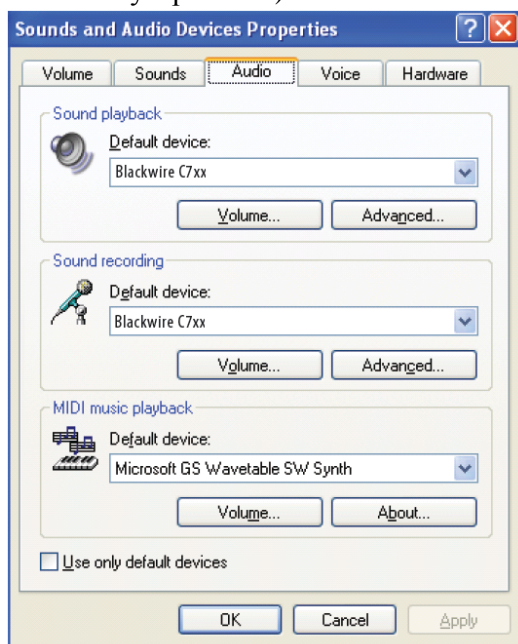 Sounds and Audio Devices Properties
Volume Sounds Audio Voice Hardware
Sound playback
Default device:
Blackwire C7xx
Volume... Advanced...
Sound recording
Default device:
Blackwire C7xx
Volume... Advanced...
MIDI music playback
Default device:
Microsoft GS Wavetable SW Synth
Volume... About...
Use only default devices
OK Cancel Apply